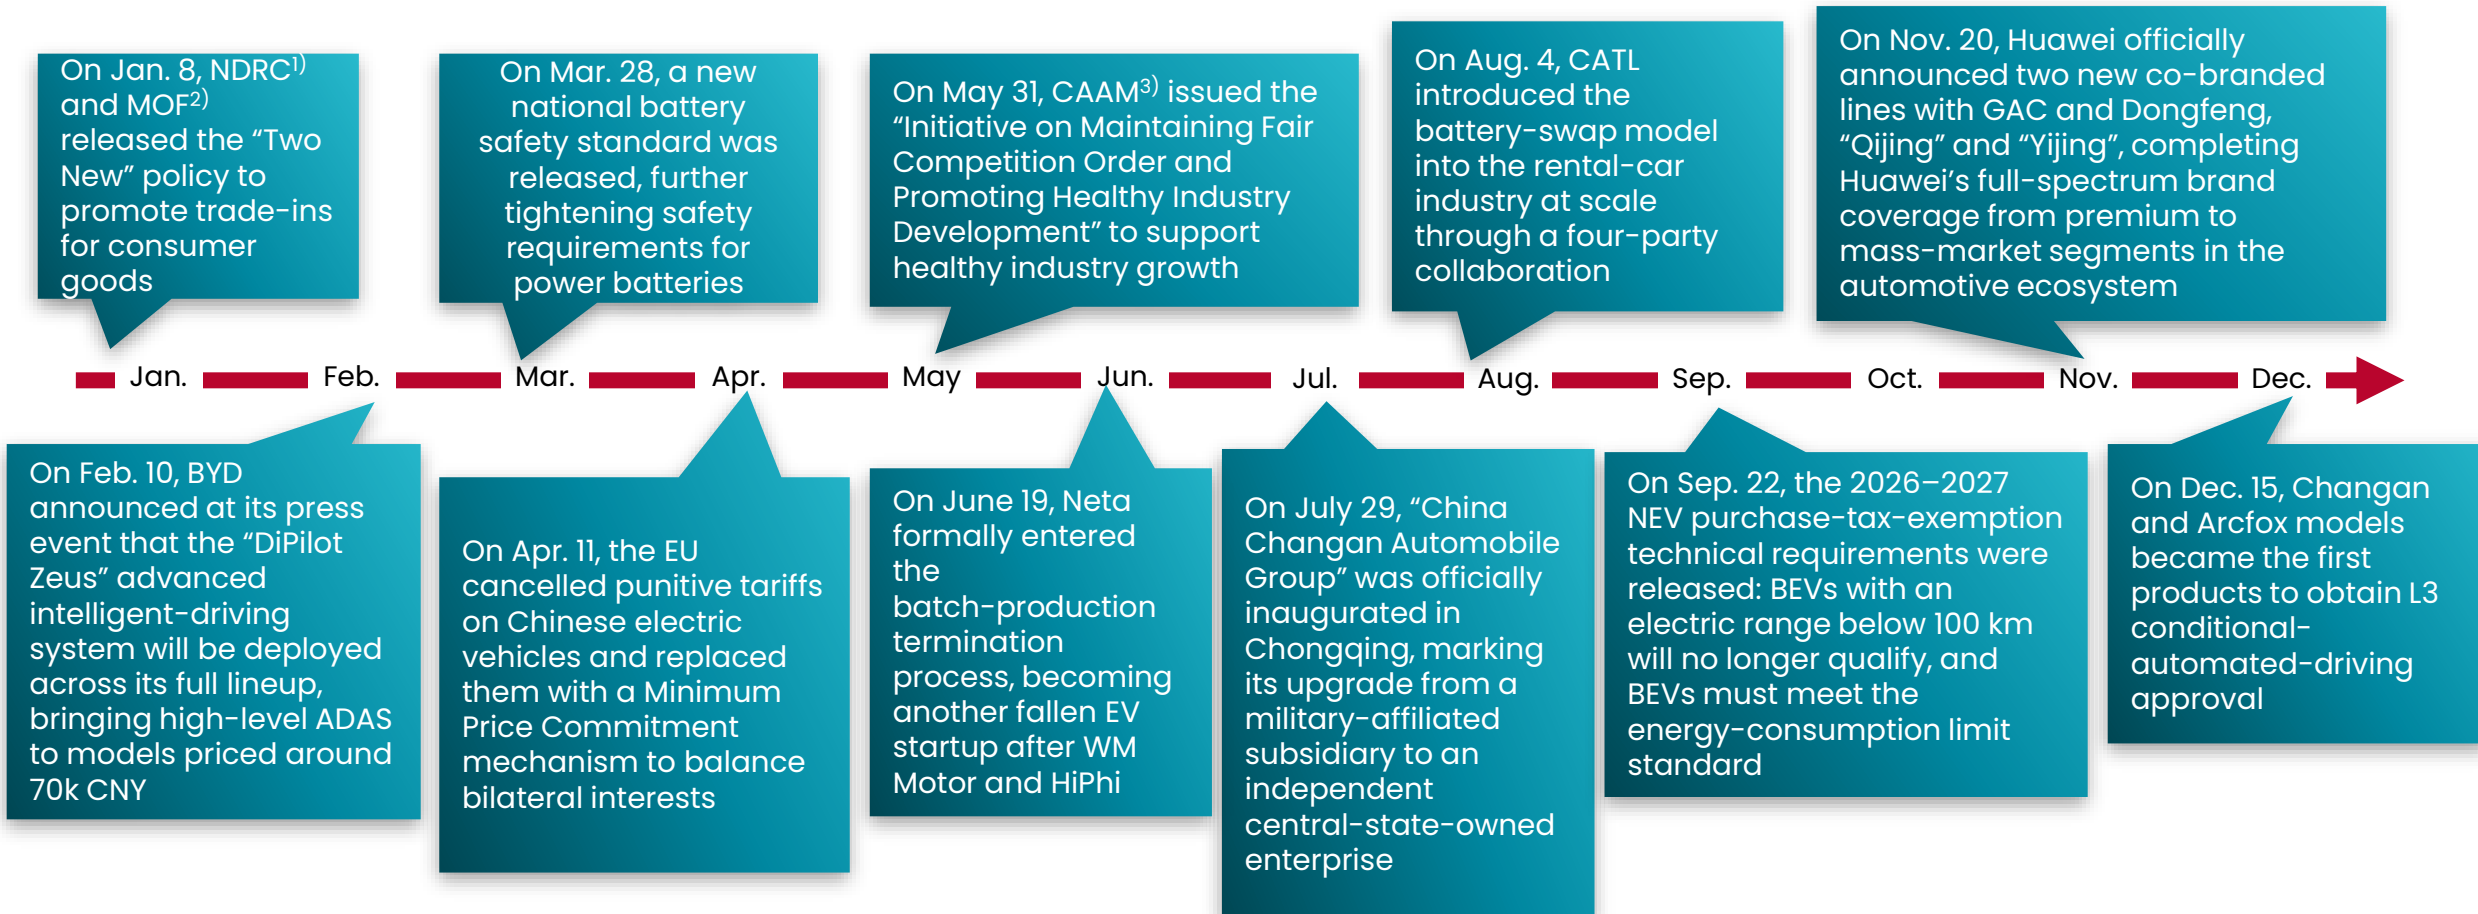 On Jan. 8, NDRC1)
and MOF2)
released the “Two
New” policy to
promote trade-ins
for consumer
goods
On Mar. 28, a new
national battery
safety standard was
released, further
tightening safety
requirements for
power batteries
On May 31, CAAM3) issued the
“Initiative on Maintaining Fair
Competition Order and
Promoting Healthy Industry
Development” to support
healthy industry growth
On Aug. 4, CATL
introduced the
battery-swap model
into the rental-car
industry at scale
through a four-party
collaboration
On Nov. 20, Huawei officially
announced two new co-branded
lines with GAC and Dongfeng,
“Qijing” and “Yijing”, completing
Huawei’s full-spectrum brand
coverage from premium to
mass-market segments in the
automotive ecosystem
Jan. Feb. Mar. Apr. May Jun. Jul. Aug. Sep. Oct. Nov. Dec.
On Feb. 10, BYD
announced at its press
event that the “DiPilot
Zeus” advanced
intelligent-driving
system will be deployed
across its full lineup,
bringing high-level ADAS
to models priced around
70k CNY
On Apr. 11, the EU
cancelled punitive tariffs
on Chinese electric
vehicles and replaced
them with a Minimum
Price Commitment
mechanism to balance
bilateral interests
On June 19, Neta
formally entered
the
batch-production
termination
process, becoming
another fallen EV
startup after WM
Motor and HiPhi
On July 29, “China
Changan Automobile
Group” was officially
inaugurated in
Chongqing, marking
its upgrade from a
military-affiliated
subsidiary to an
independent
central-state-owned
enterprise
On Sep. 22, the 2026–2027
NEV purchase-tax-exemption
technical requirements were
released: BEVs with an
electric range below 100 km
will no longer qualify, and
BEVs must meet the
energy-consumption limit
standard
On Dec. 15, Changan
and Arcfox models
became the first
products to obtain L3
conditional-
automated-driving
approval